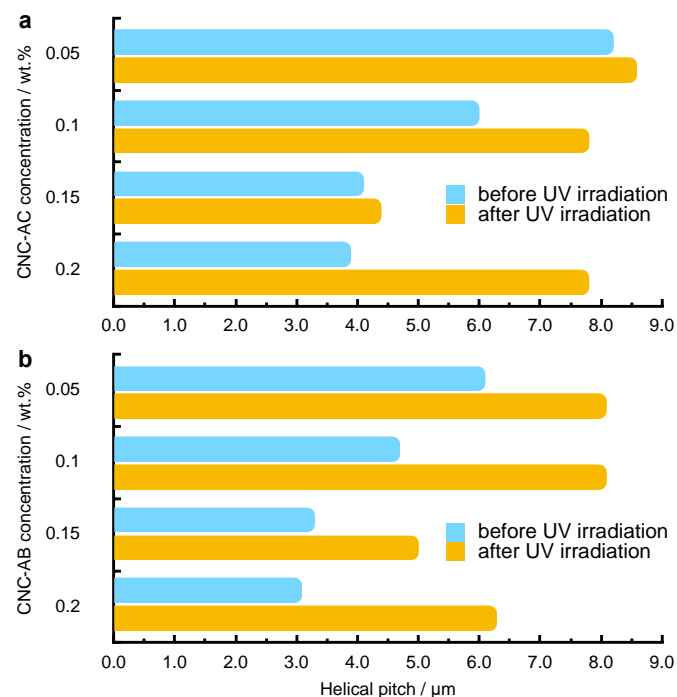 a
CNC-AC concentration / wt.%
0.05
0.1
0.15
0.2
before UV irradiation
after UV irradiation
0.0 1.0 2.0 3.0 4.0 5.0 6.0 7.0 8.0 9.0
b
CNC-AB concentration / wt.%
0.05
0.1
0.15
0.2
before UV irradiation
after UV irradiation
0.0 1.0 2.0 3.0 4.0 5.0 6.0 7.0 8.0 9.0
Helical pitch / μm